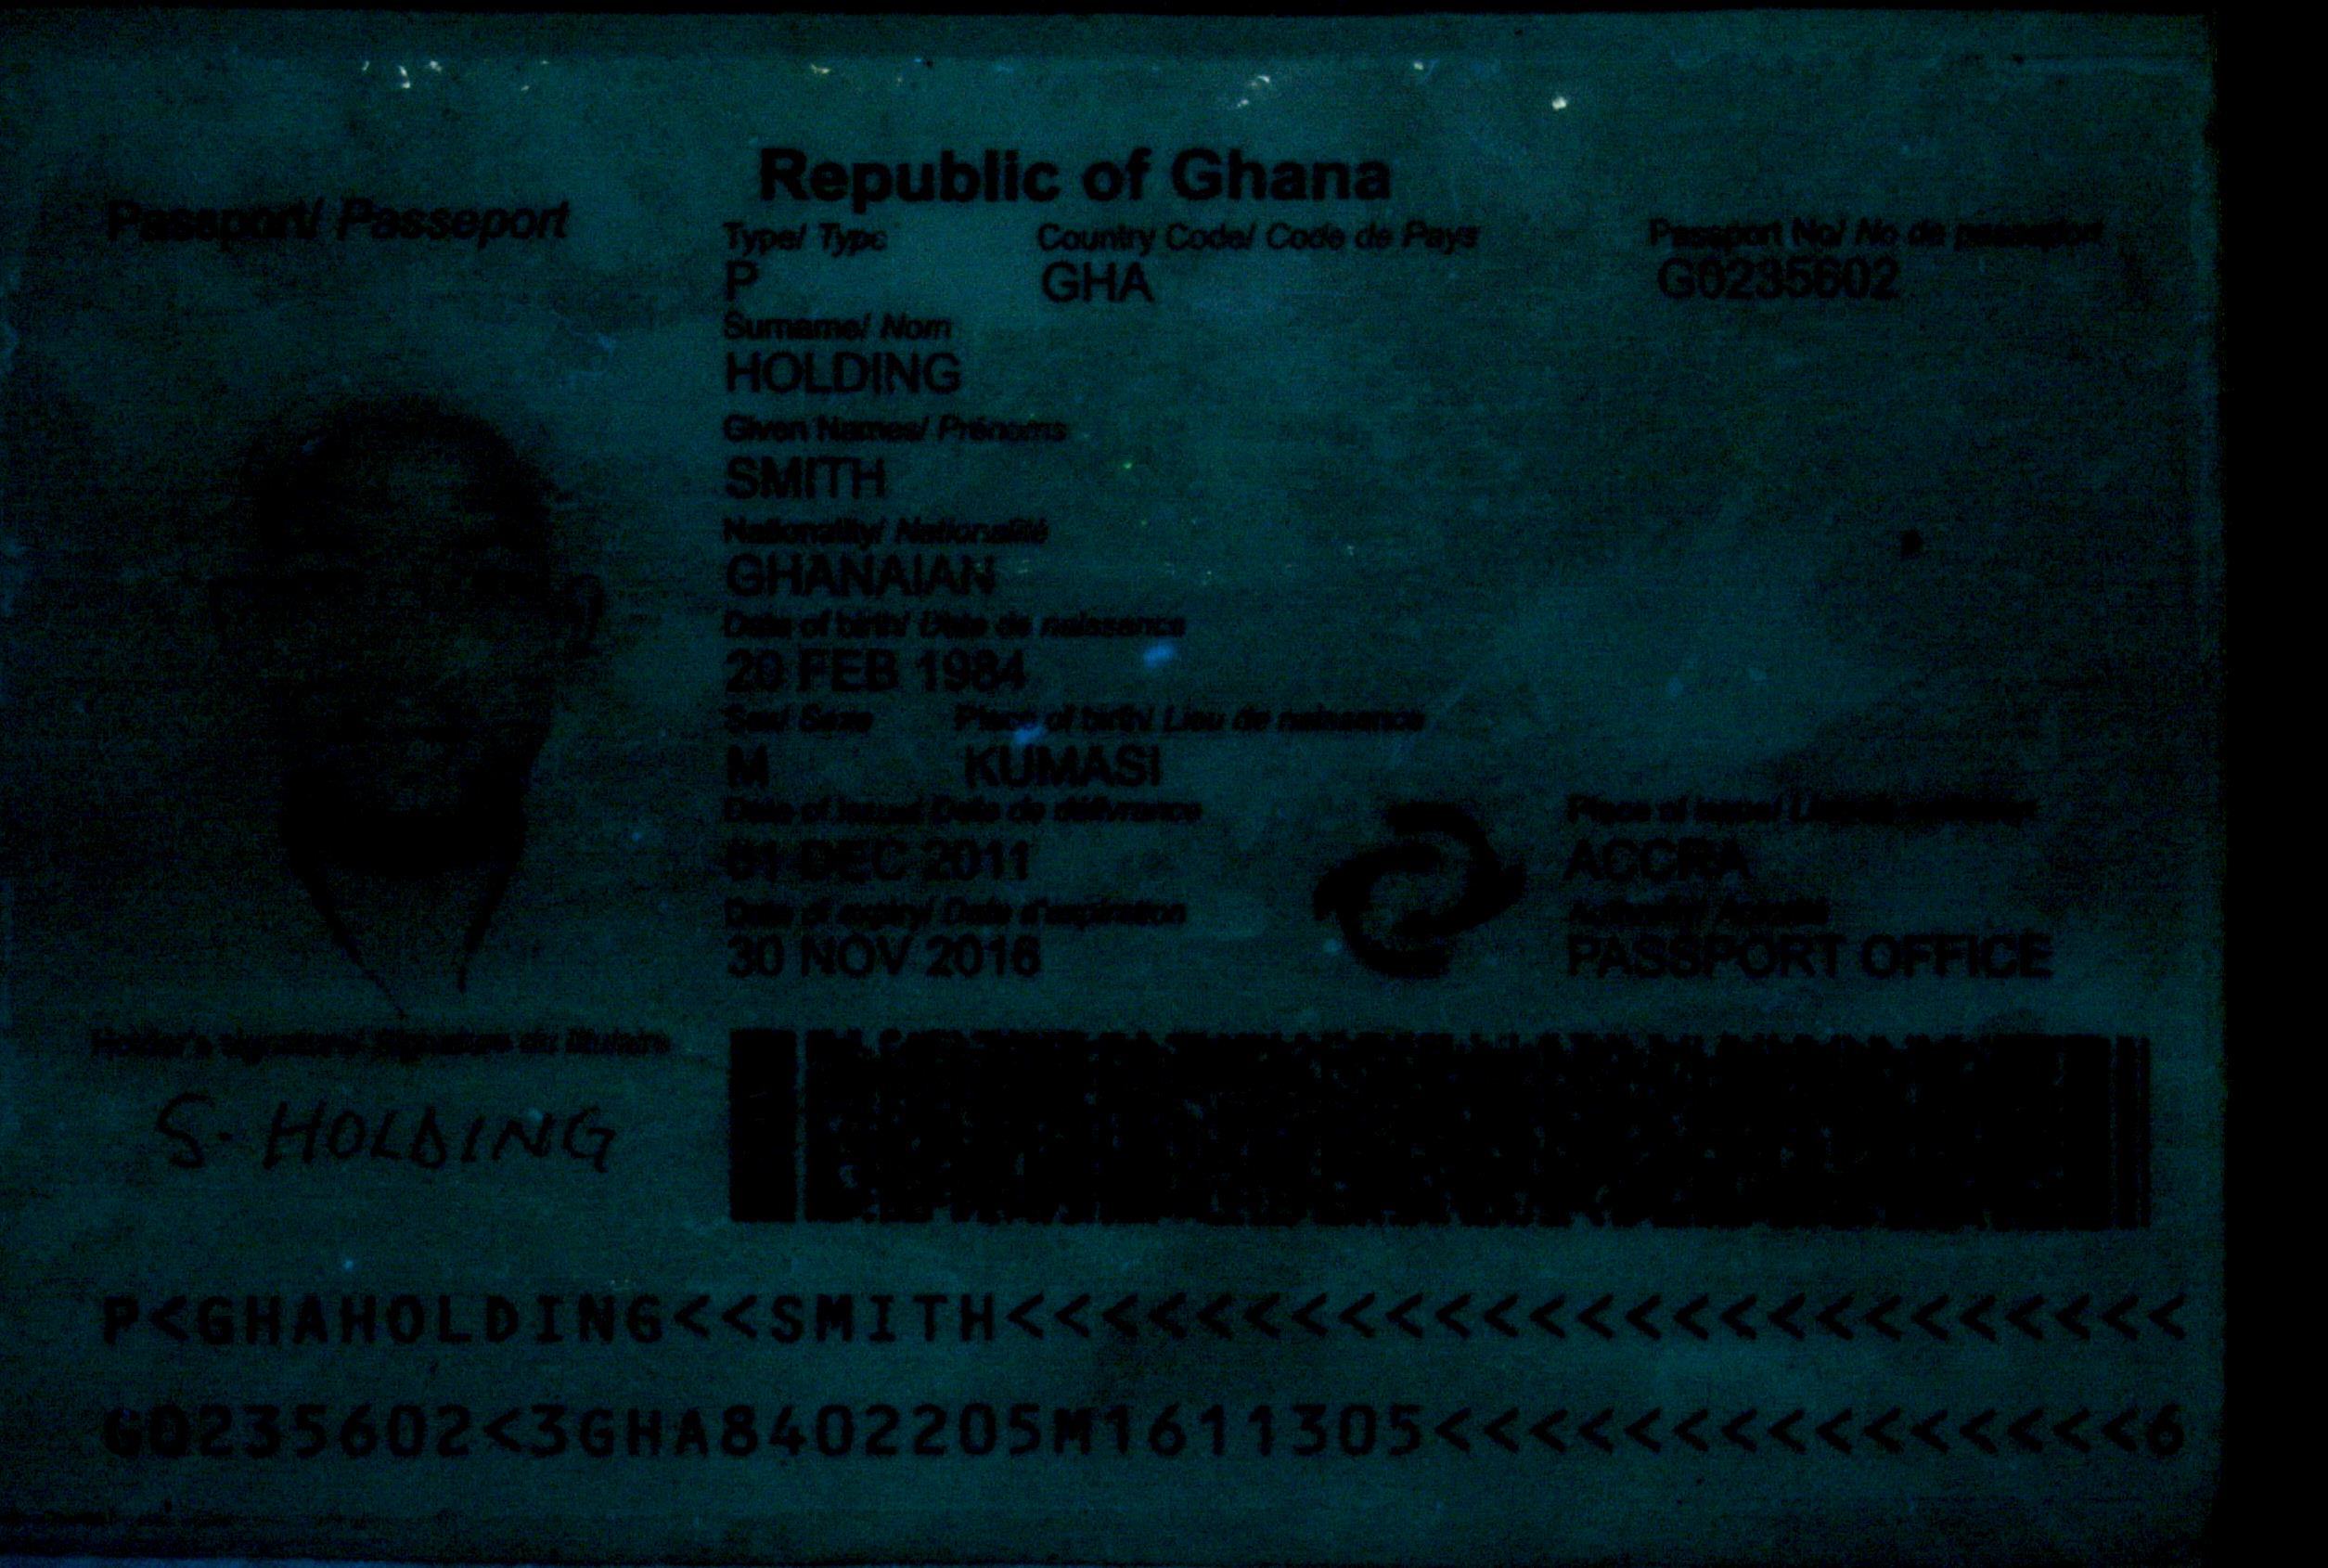 Republic of Ghana
Passport/ Passeport
Type/ Type Country Code/ Code de Pays Passport No/ No de passeport
P GHA G0235602
Surname/ Nom
HOLDING
Given Names/ Prénoms
SMITH
Nationality/ Nationalité
GHANAIAN
Date of birth/ Date de naissance
20 FEB 1984
Sex/ Sexe Place of birth/ Lieu de naissance
M KUMASI
Date of issue/ Date de délivrance Place of issue/
01 DEC 2011 ACCRA
Date of expiry/ Date d'expiration Authority/ Autorité
30 NOV 2016 PASSPORT OFFICE
Holder's signature/ Signature du titulaire
S. HOLDING
P<GHAHOLDING<<SMITH<<<<<<<<<<<<<<<<<<<<<<<<<
G0235602<3GHA8402205M1611305<<<<<<<<<<<<<<<6